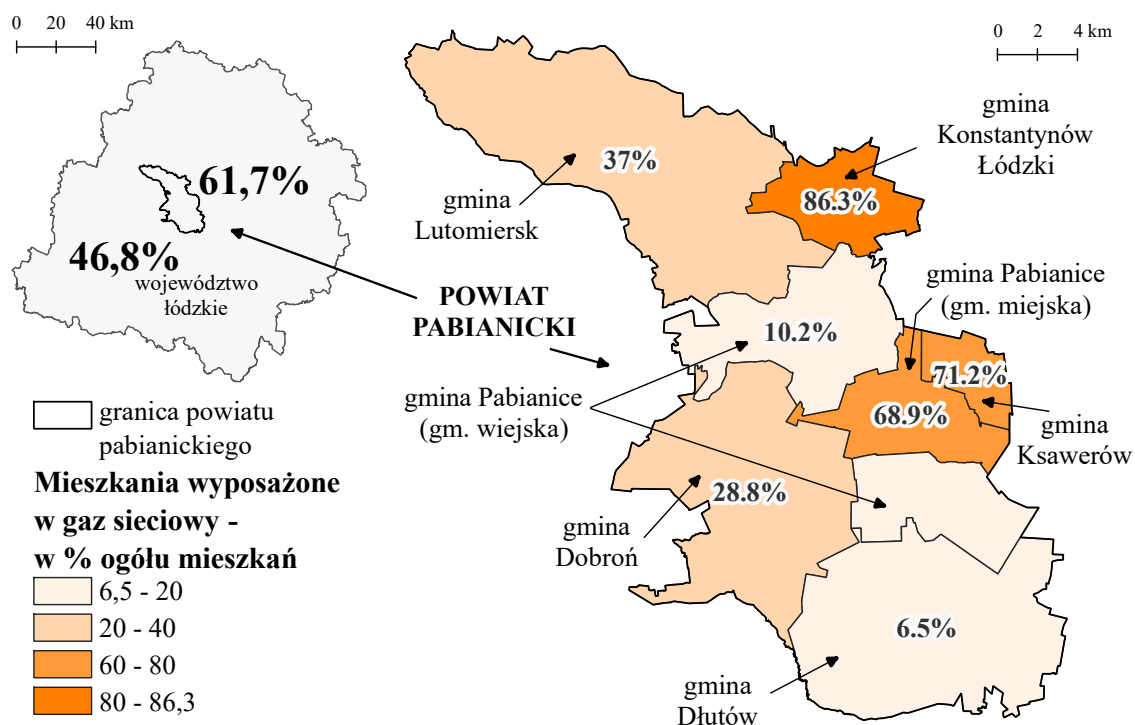 0 20 40 km
0 2 4 km
gmina
Konstantynów
Łódzki
37%
86.3%
61,7%
gmina
Lutomiersk
46,8%
województwo
łódzkie
gmina Pabianice
(gm. miejska)
POWIAT
PABIANICKI
10.2%
71.2%
gmina Pabianice
(gm. wiejska)
68.9%
gmina
Ksawerów
granica powiatu
pabianickiego
Mieszkania wyposażone
w gaz sieciowy -
w % ogółu mieszkań
28.8%
gmina
Dobroń
6,5 - 20
20 - 40
60 - 80
80 - 86,3
6.5%
gmina
Dłutów